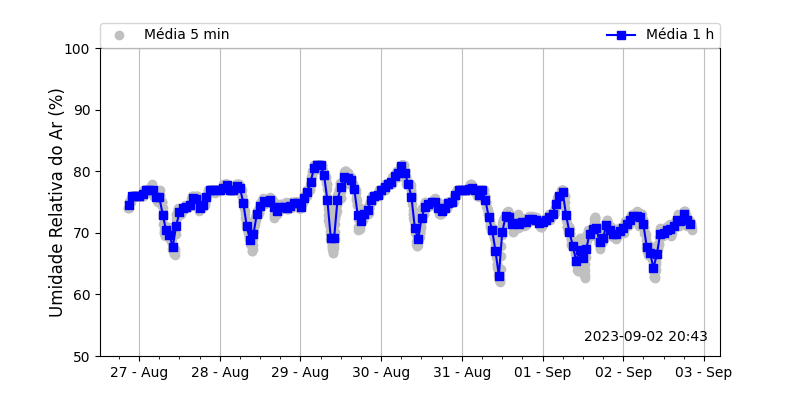 Média 5 min
Média 1 h
Umidade Relativa do Ar (%)
100
90
80
70
60
50
2023-09-02 20:43
27 - Aug
28 - Aug
29 - Aug
30 - Aug
31 - Aug
01 - Sep
02 - Sep
03 - Sep